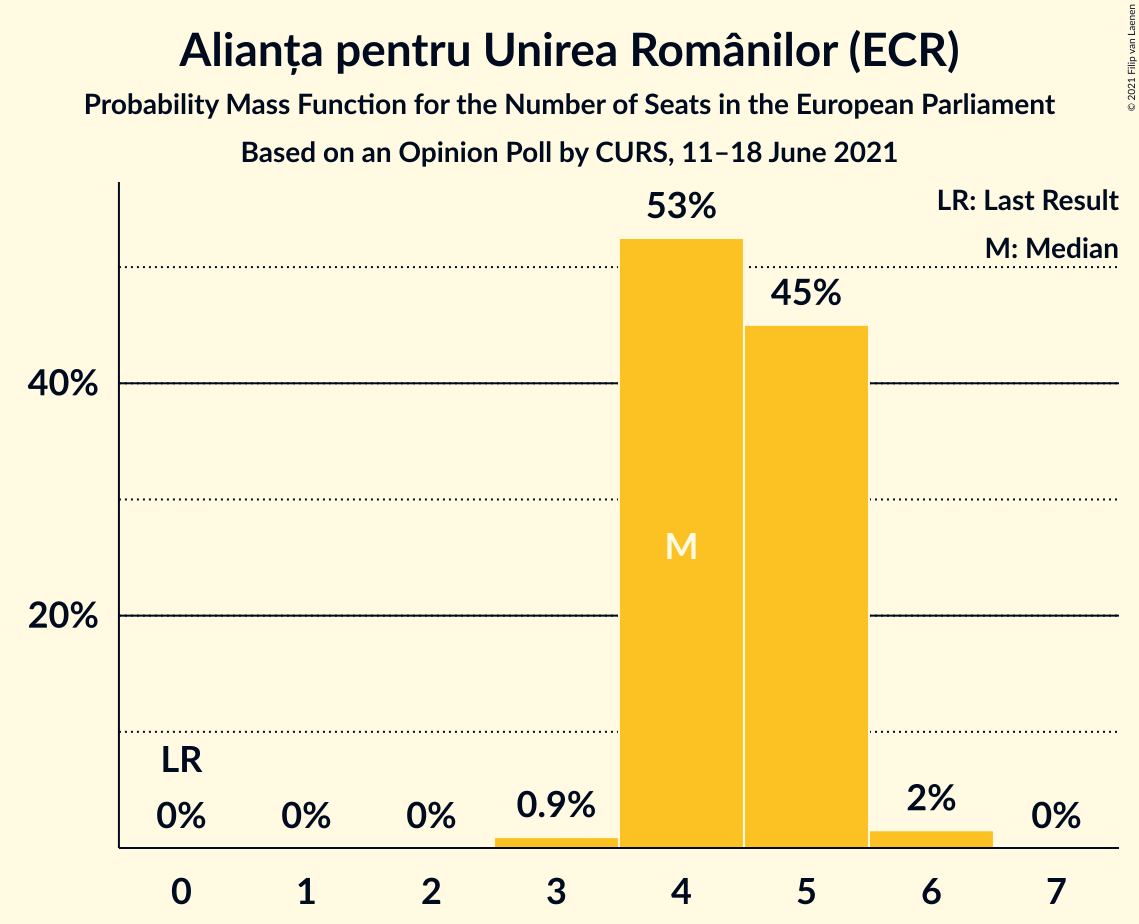 Alianța pentru Unirea Românilor (ECR)
Probability Mass Function for the Number of Seats in the European Parliament
Based on an Opinion Poll by CURS, 11–18 June 2021
© 2021 Filip van Laenen
LR: Last Result
M: Median
53%
45%
40%
M
20%
LR
0%
0%
0%
0.9%
2%
0%
0
1
2
3
4
5
6
7